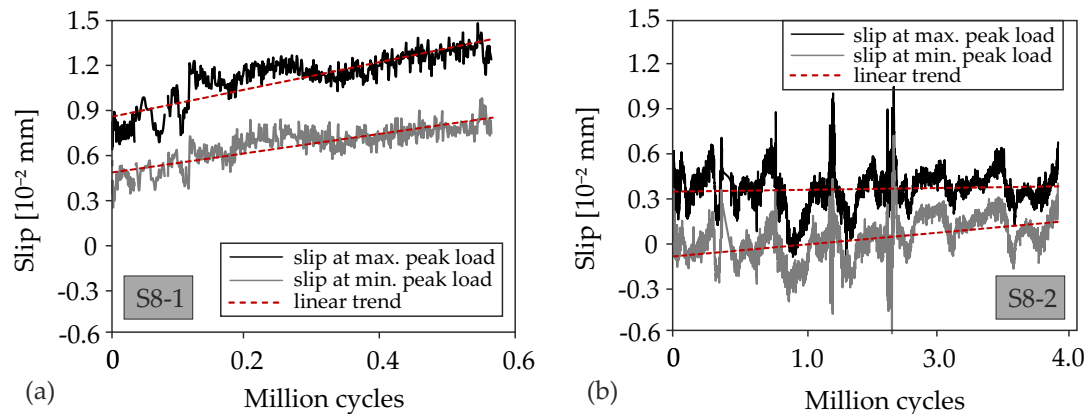 1.5
1.2
0.9
0.6
0
-0.3
-0.6
Slip [10⁻² mm]
slip at max. peak load
slip at min. peak load
linear trend
S8-1
0
0.2
0.4
0.6
(a)
Million cycles
1.5
1.2
0.9
0.6
0.3
0
-0.3
-0.6
Slip [10⁻² mm]
slip at max. peak load
slip at min. peak load
linear trend
S8-2
0
1.0
3.0
4.0
(b)
Million cycles